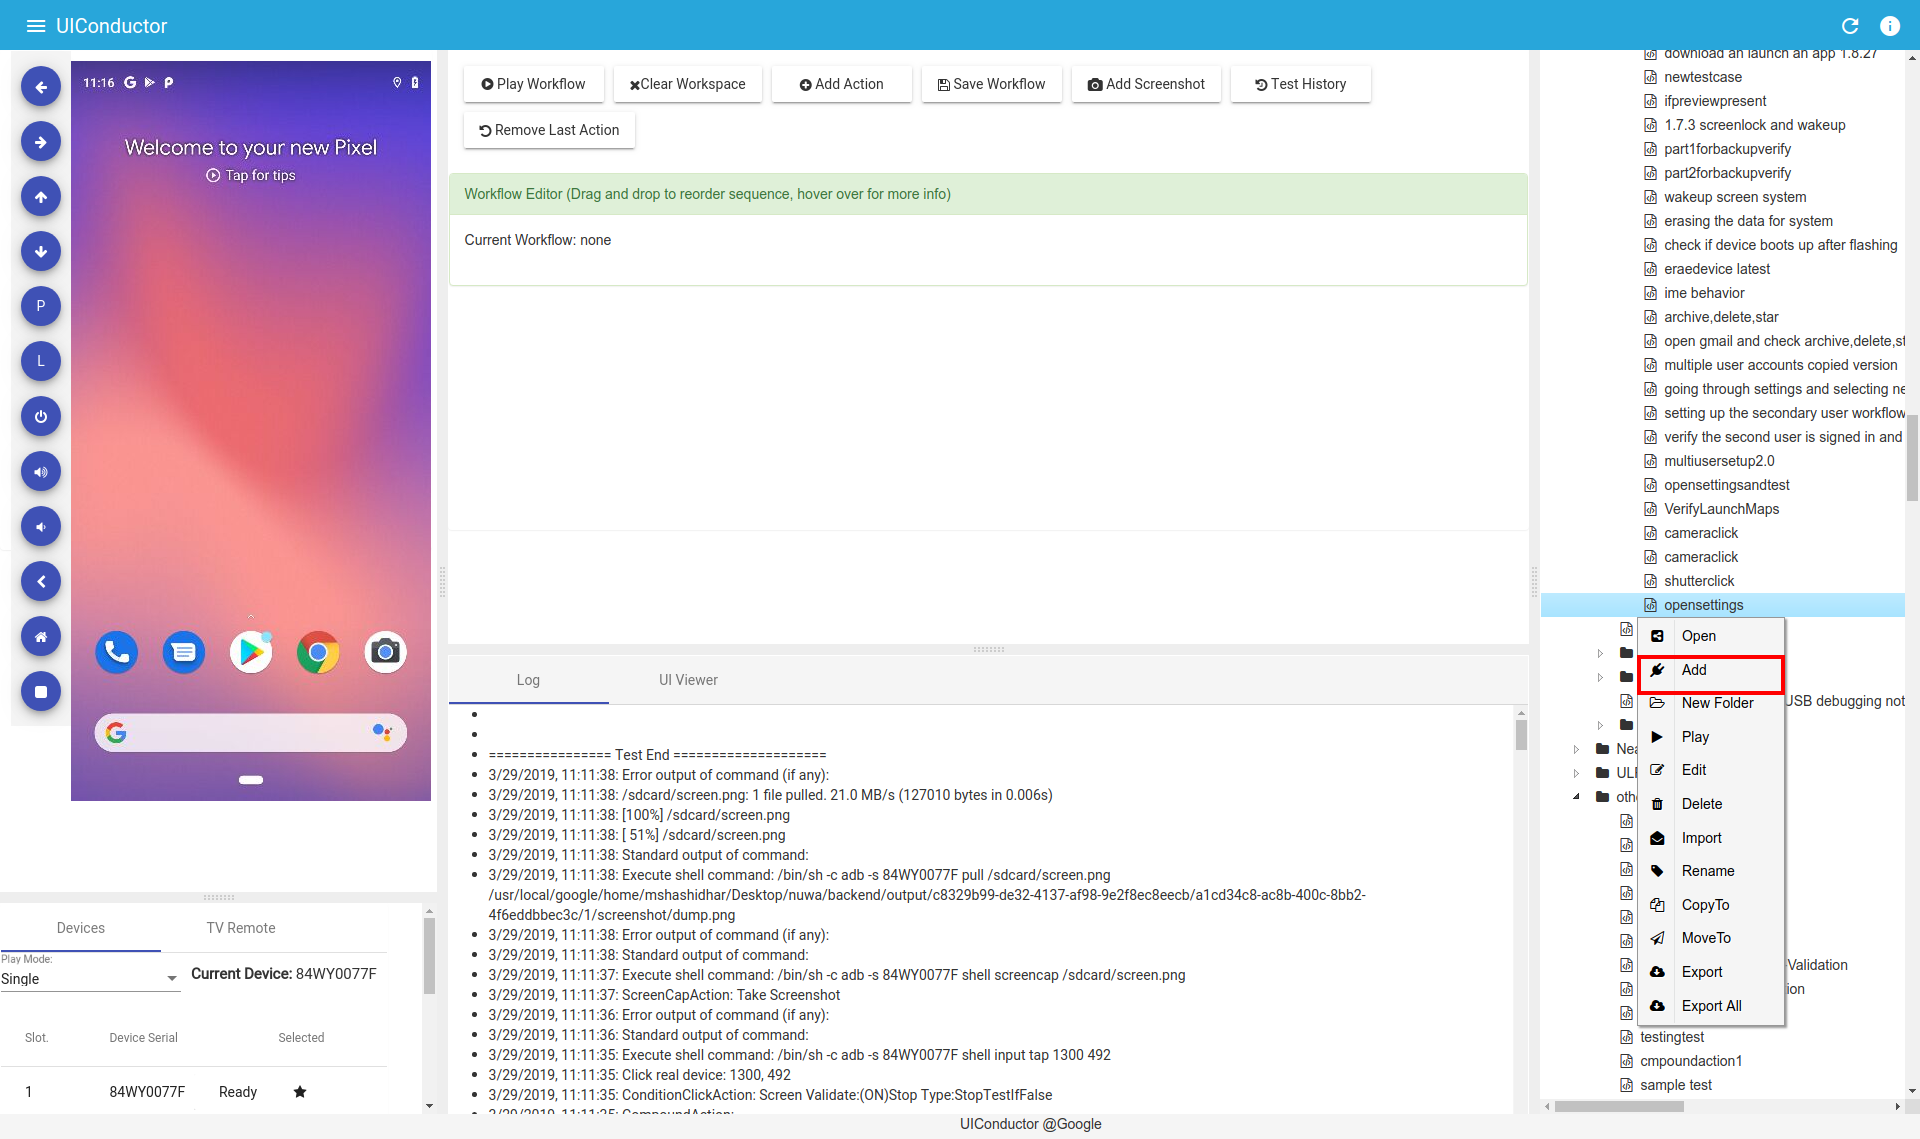 UIConductor
11:16
Welcome to your new Pixel
Tap for tips
P
L
Play Workflow
Clear Workspace
Add Action
Save Workflow
Add Screenshot
Test History
Remove Last Action
Workflow Editor (Drag and drop to reorder sequence, hover over for more info)
Current Workflow: none
Log
UI Viewer
================ Test End ====================
3/29/2019, 11:11:38: Error output of command (if any):
3/29/2019, 11:11:38: /sdcard/screen.png: 1 file pulled. 21.0 MB/s (127010 bytes in 0.006s)
3/29/2019, 11:11:38: [100%] /sdcard/screen.png
3/29/2019, 11:11:38: [ 51%] /sdcard/screen.png
3/29/2019, 11:11:38: Standard output of command:
3/29/2019, 11:11:38: Execute shell command: /bin/sh -c adb -s 84WY0077F pull /sdcard/screen.png
/usr/local/google/home/mshashidhar/Desktop/nuwa/backend/output/c8329b99-de32-4137-af98-9e2f8ec8eecb/a1cd34c8-ac8b-400c-8bb2-
4f6eddbbec3c/1/screenshot/dump.png
3/29/2019, 11:11:38: Error output of command (if any):
3/29/2019, 11:11:38: Standard output of command:
3/29/2019, 11:11:37: Execute shell command: /bin/sh -c adb -s 84WY0077F shell screencap /sdcard/screen.png
3/29/2019, 11:11:37: ScreenCapAction: Take Screenshot
3/29/2019, 11:11:36: Error output of command (if any):
3/29/2019, 11:11:36: Standard output of command:
3/29/2019, 11:11:35: Execute shell command: /bin/sh -c adb -s 84WY0077F shell input tap 1300 492
3/29/2019, 11:11:35: Click real device: 1300, 492
3/29/2019, 11:11:35: ConditionClickAction: Screen Validate:(ON)Stop Type:StopTestIfFalse
3/29/2019, 11:11:35: CompoundAction:
Devices
TV Remote
Play Mode:
Single
Current Device: 84WY0077F
Slot. Device Serial Selected
1 84WY0077F Ready
download an launch an app 1.8.27
newtestcase
ifpreviewpresent
1.7.3 screenlock and wakeup
part1forbackupverify
part2forbackupverify
wakeup screen system
erasing the data for system
check if device boots up after flashing
eraedevice latest
ime behavior
archive,delete,star
open gmail and check archive,delete,st
multiple user accounts copied version
going through settings and selecting ne
setting up the secondary user workflow
verify the second user is signed in and
multiusersetup2.0
opensettingsandtest
VerifyLaunchMaps
cameraclick
cameraclick
shutterclick
opensettings
Open
Add
New Folder
Play
Edit
Delete
Import
Rename
CopyTo
MoveTo
Export
Export All
USB debugging not
Nea
ULI
oth
-Validation
ion
testingtest
cmpoundaction1
sample test
UIConductor @Google